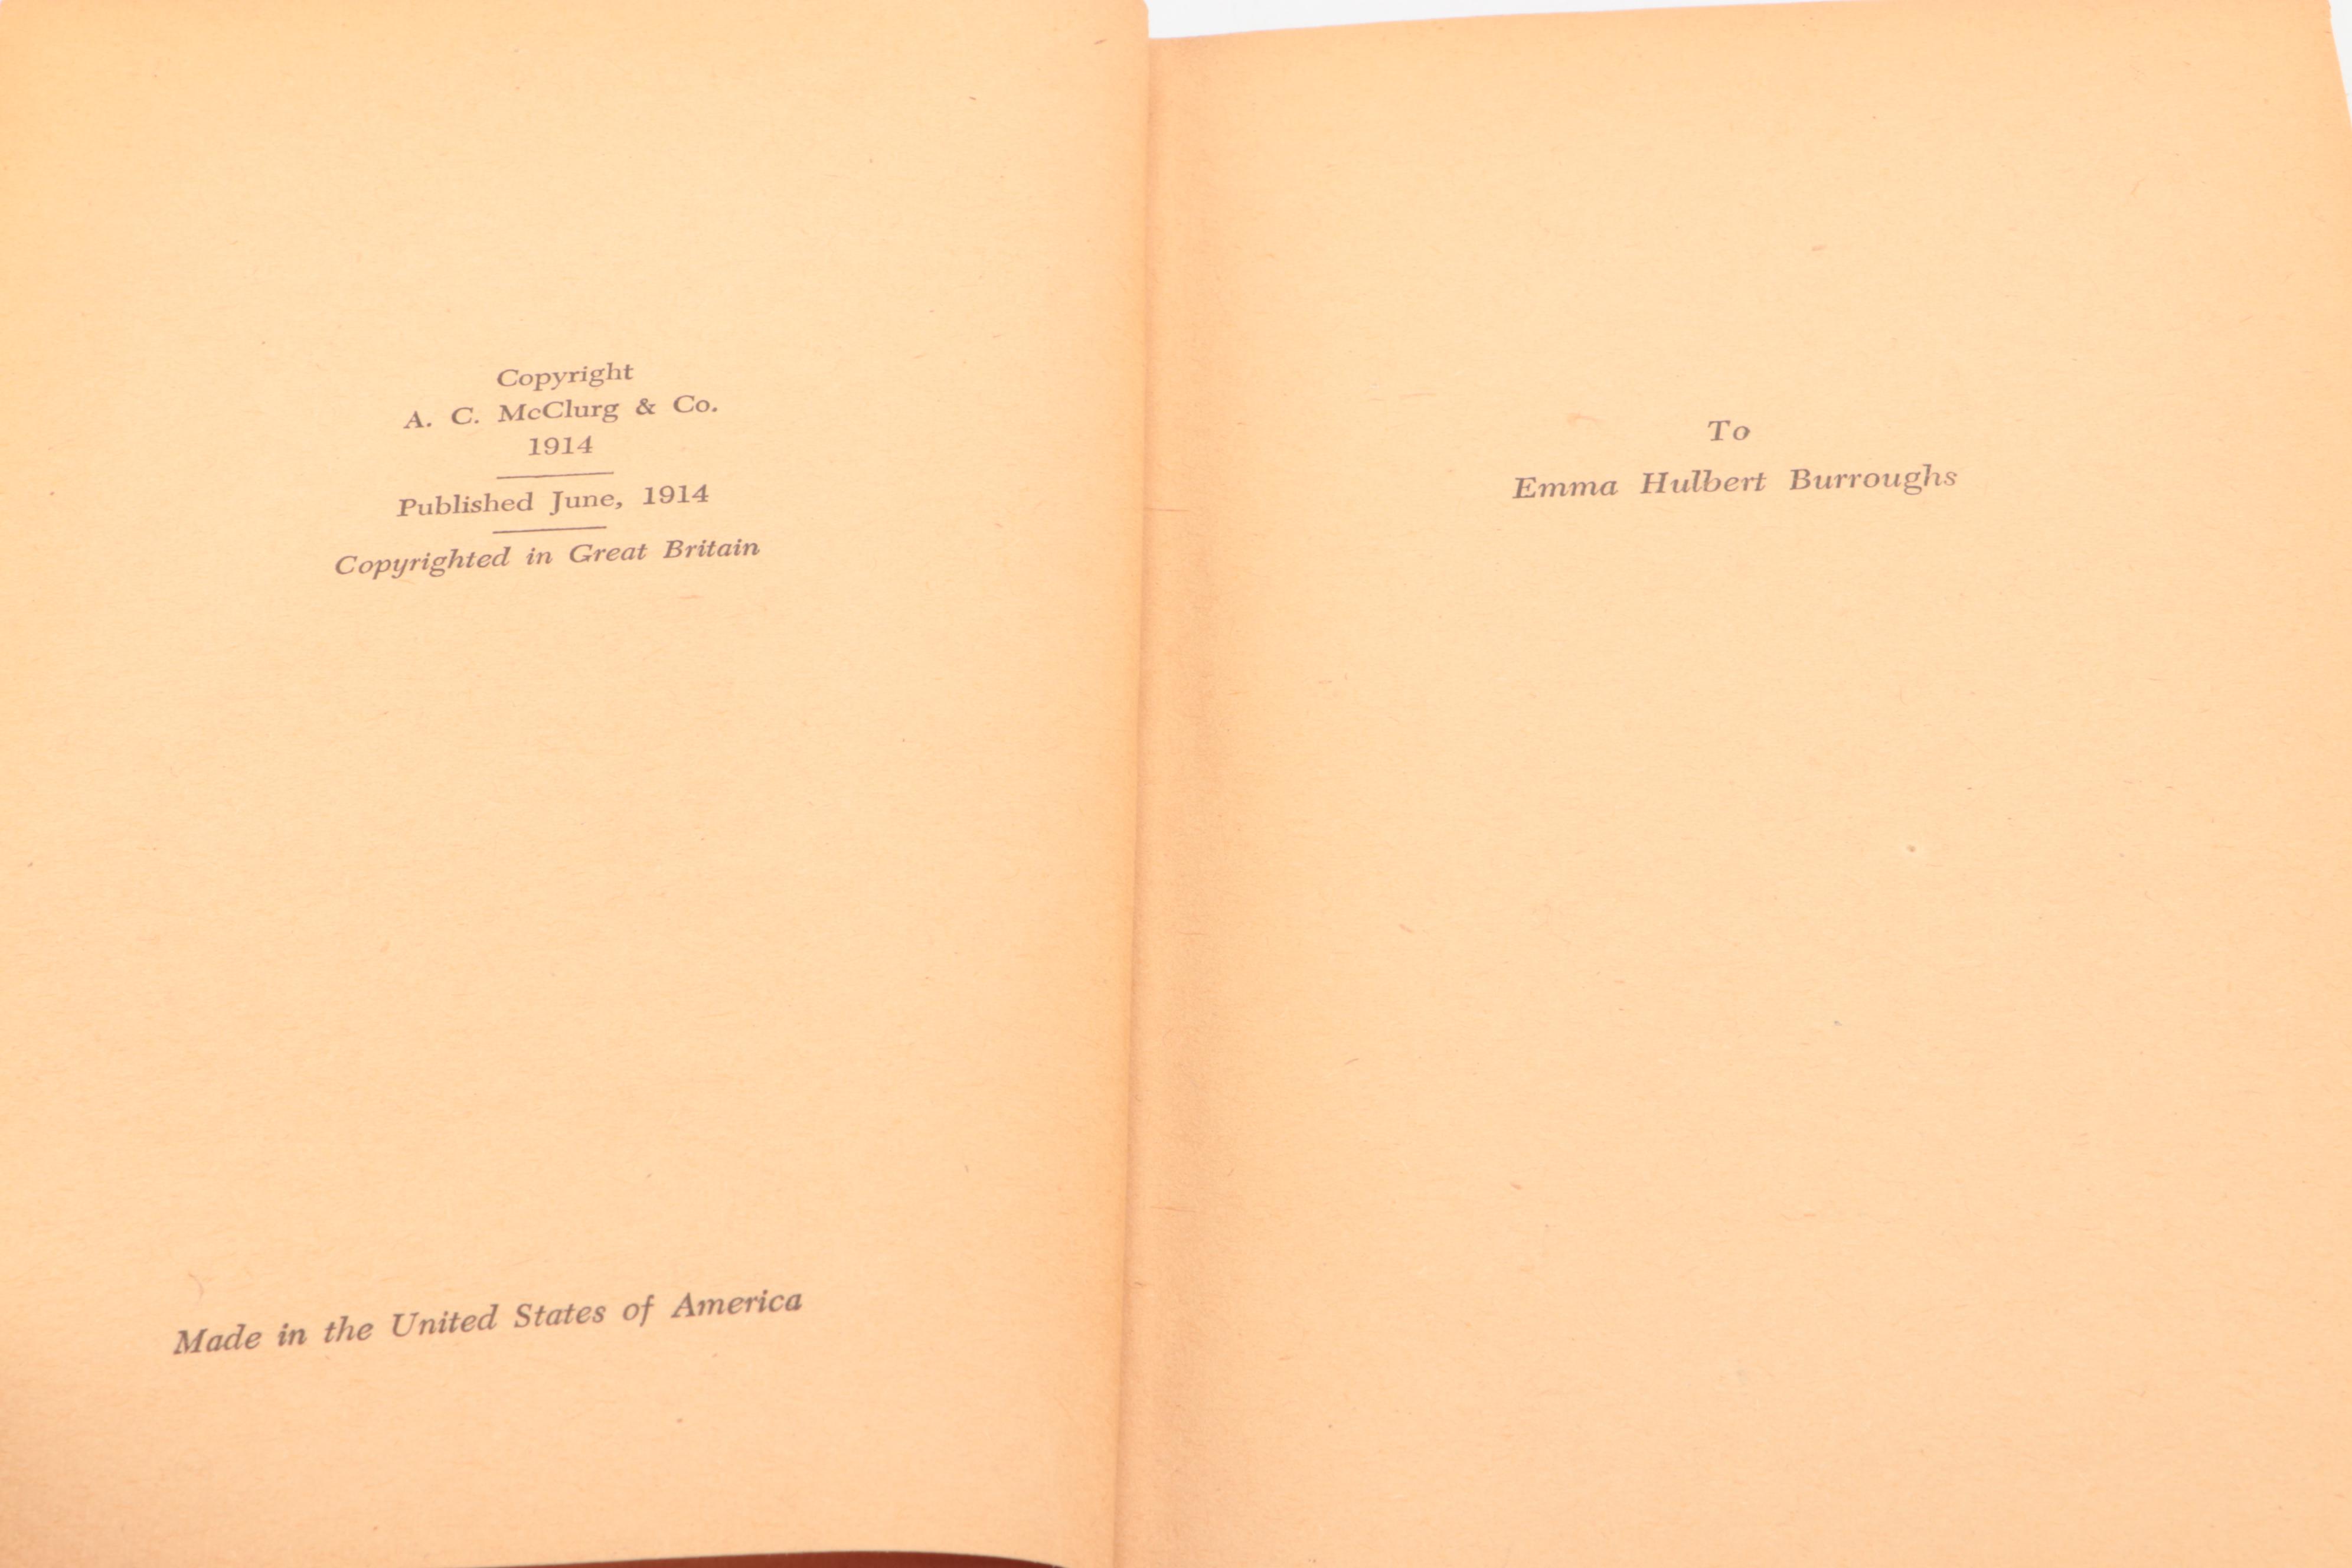 Copyright
A. C. McClurg & Co.
1914
Published June, 1914
Copyrighted in Great Britain
Made in the United States of America
To
Emma Hulbert Burroughs